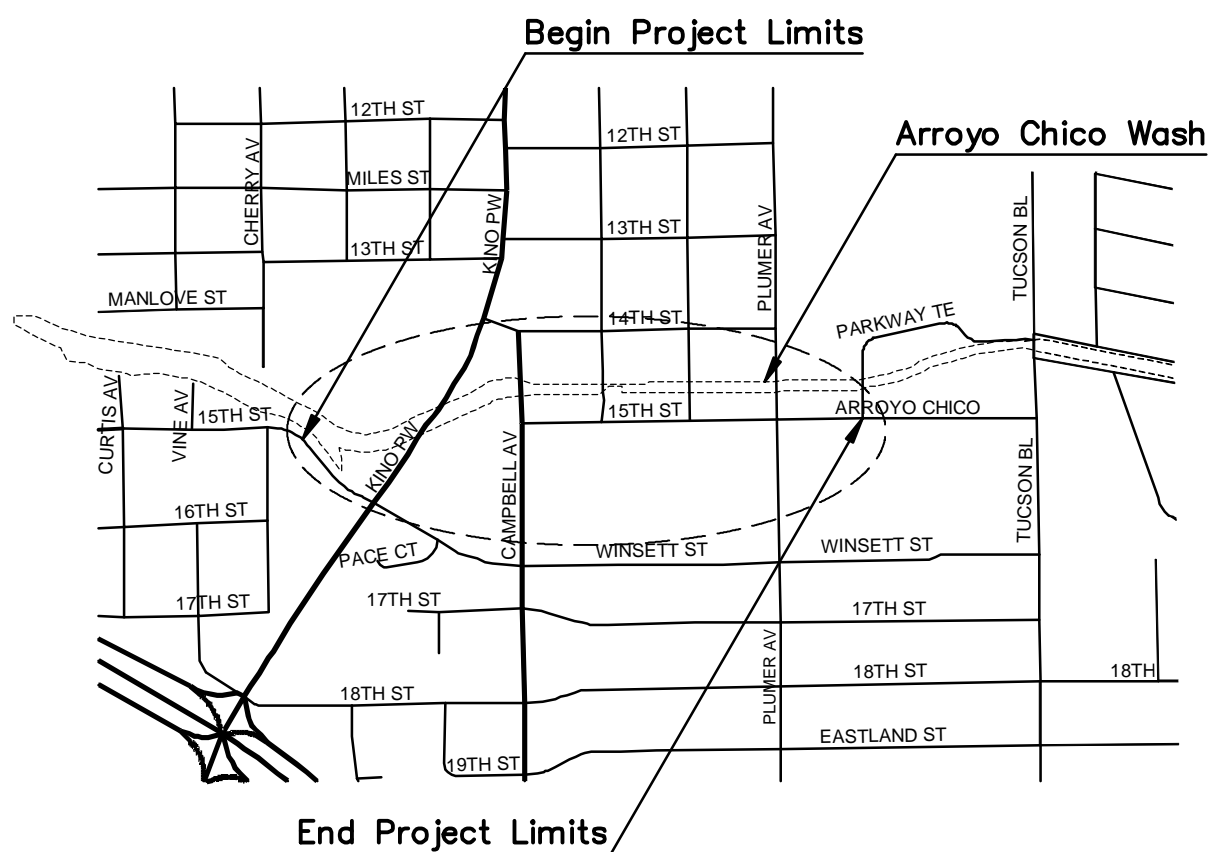 Begin Project Limits
12TH ST
12TH ST
Arroyo Chico Wash
CHERRY AV
MILES ST
KINO PW
13TH ST
13TH ST
PLUMER AV
TUCSON BL
MANLOVE ST
14TH ST
PARKWAY TE
CURTIS AV
VINE AV
15TH ST
15TH ST
ARROYO CHICO
KINO PW
CAMPBELL AV
TUCSON BL
16TH ST
PACE CT
WINSETT ST
WINSETT ST
17TH ST
17TH ST
17TH ST
PLUMER AV
18TH ST
18TH ST
18TH
EASTLAND ST
19TH ST
End Project Limits